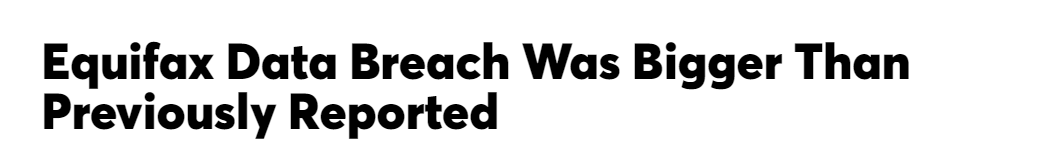 Equifax Data Breach Was Bigger Than
Previously Reported